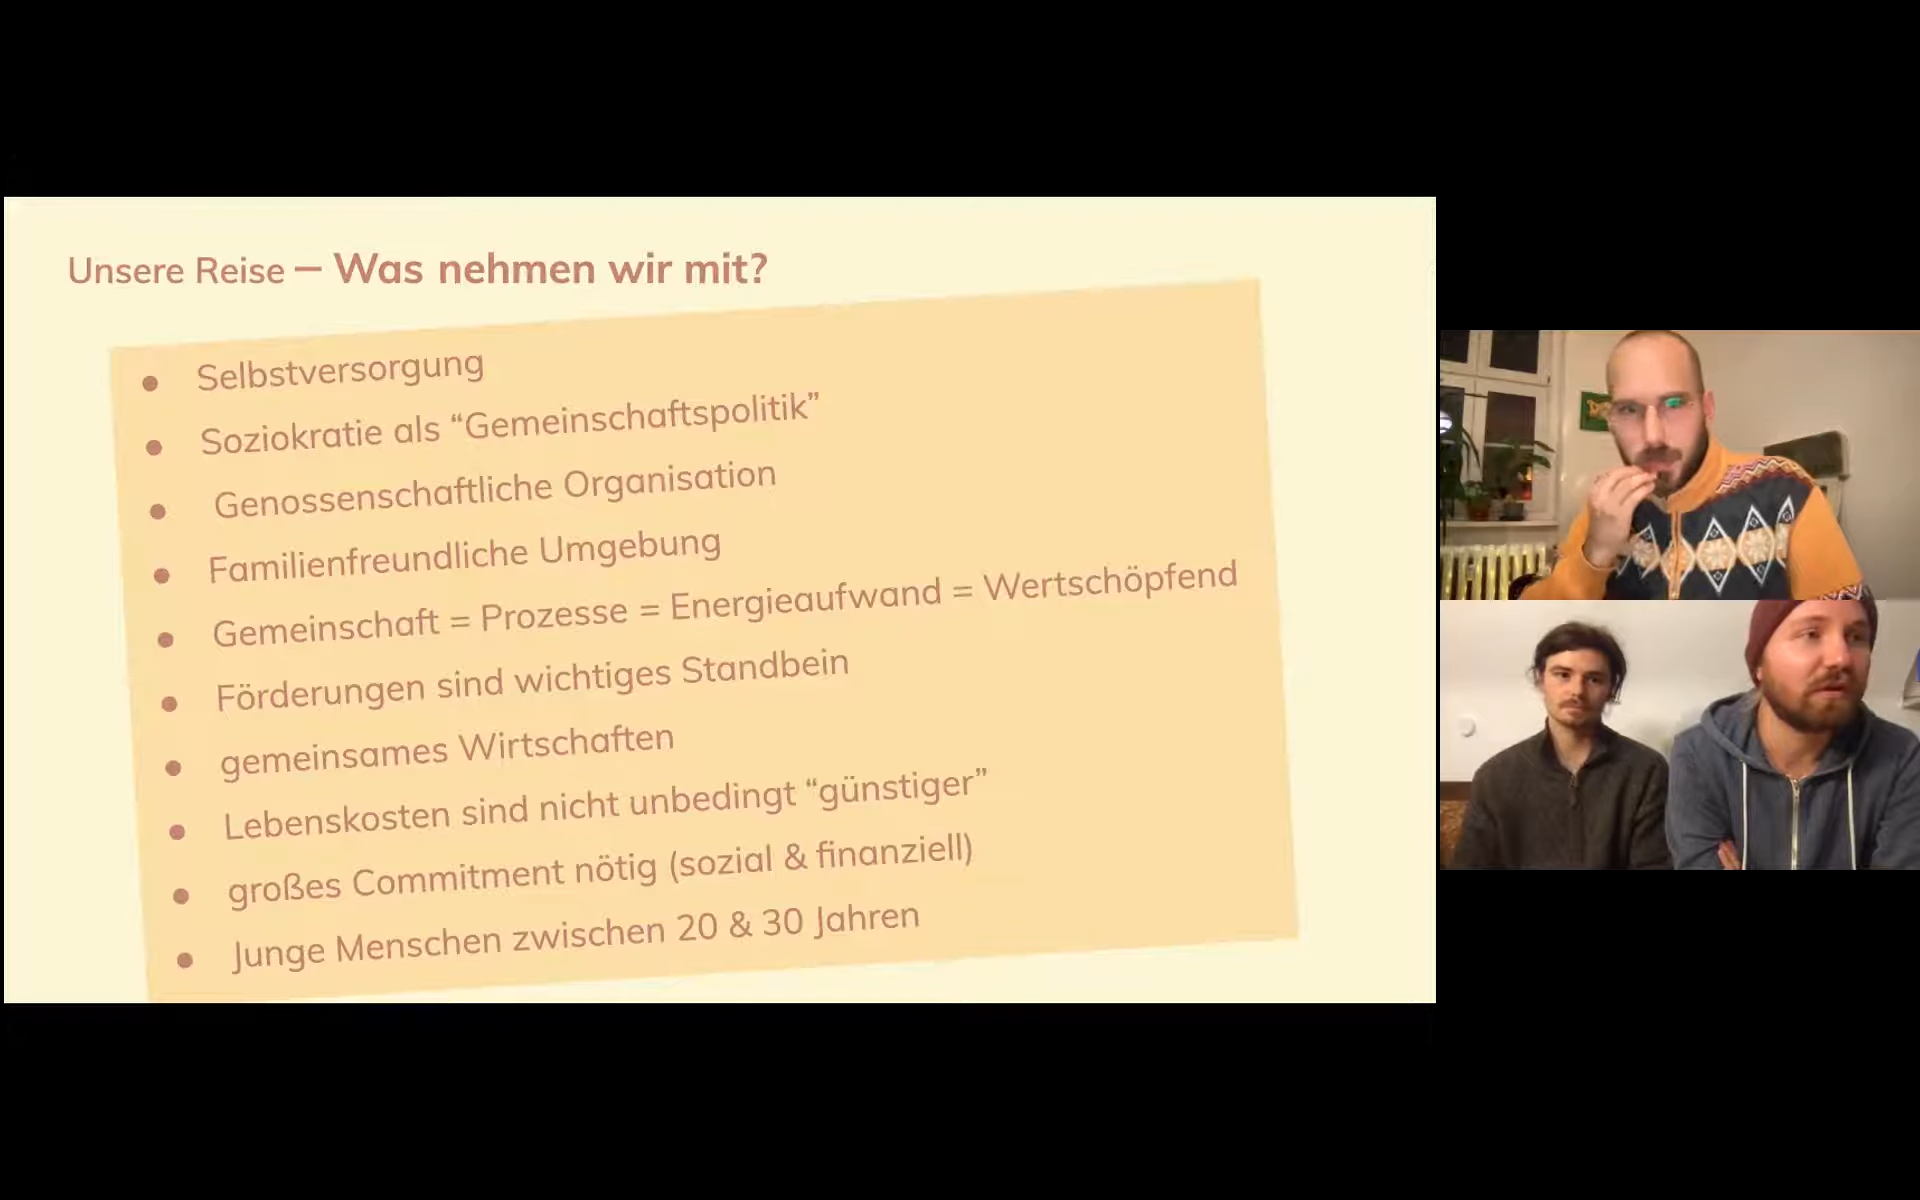 Unsere Reise – Was nehmen wir mit?
● Selbstversorgung
● Soziokratie als “Gemeinschaftspolitik”
● Genossenschaftliche Organisation
● Familienfreundliche Umgebung
● Gemeinschaft = Prozesse = Energieaufwand = Wertschöpfend
● Förderungen sind wichtiges Standbein
● gemeinsames Wirtschaften
● Lebenskosten sind nicht unbedingt “günstiger”
● großes Commitment nötig (sozial & finanziell)
● Junge Menschen zwischen 20 & 30 Jahren